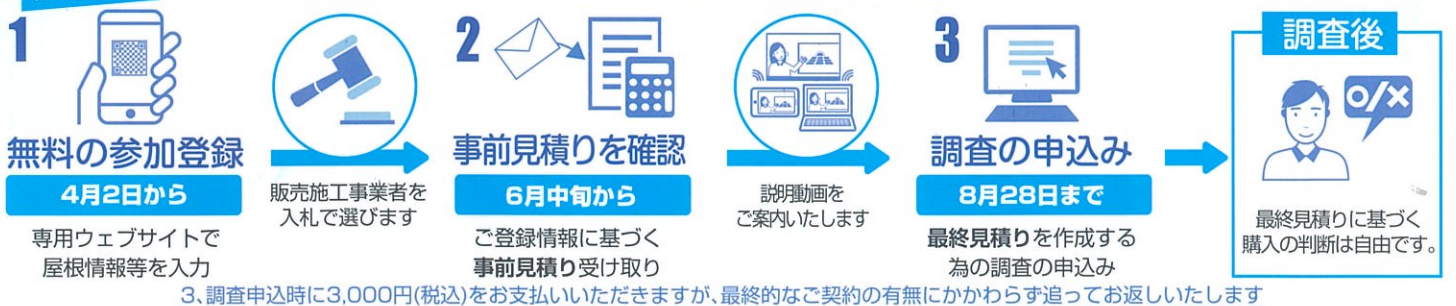 1
無料の参加登録
4月2日から
専用ウェブサイトで
屋根情報等を入力
販売施工事業者を
入札で選びます
2
事前見積りを確認
6月中旬から
ご登録情報に基づく
事前見積り受け取り
説明動画を
ご案内いたします
3
調査の申込み
8月28日まで
最終見積りを作成する
為の調査の申込み
調査後
o/×
最終見積りに基づく
購入の判断は自由です。
3、調査申込時に3,000円(税込)をお支払いいただきますが、最終的なご契約の有無にかかわらず追ってお返しいたします